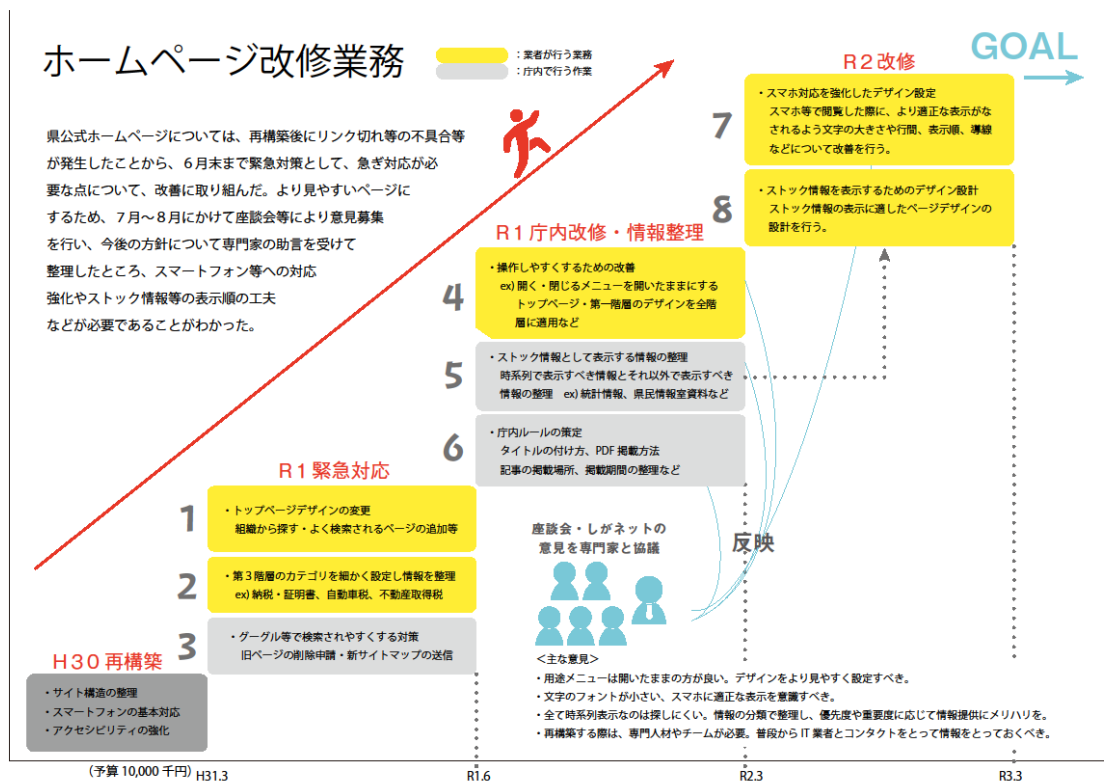 ホームページ改修業務
：業者が行う業務
：庁内で行う作業
GOAL
県公式ホームページについては、再構築後にリンク切れ等の不具合等
が発生したことから、６月末まで緊急対策として、急ぎ対応が必
要な点について、改善に取り組んだ。より見やすいページに
するため、７月～８月にかけて座談会等により意見募集
を行い、今後の方針について専門家の助言を受けて
整理したところ、スマートフォン等への対応
強化やストック情報等の表示順の工夫
などが必要であることがわかった。
R２改修
7
・スマホ対応を強化したデザイン設定
スマホ等で閲覧した際に、より適正な表示がな
されるよう文字の大きさや行間、表示順、導線
などについて改善を行う。
8
・ストック情報を表示するためのデザイン設計
ストック情報の表示に適したページデザインの
設計を行う。
R１庁内改修・情報整理
4
・操作しやすくするための改善
ex) 開く・閉じるメニューを開いたままにする
トップページ・第一階層のデザインを全階
層に適用など
5
・ストック情報として表示する情報の整理
時系列で表示すべき情報とそれ以外で表示すべき
情報の整理　ex) 統計情報、県民情報室資料など
6
・庁内ルールの策定
タイトルの付け方、PDF 掲載方法
記事の掲載場所、掲載期間の整理など
R１緊急対応
1
・トップページデザインの変更
組織から探す・よく検索されるページの追加等
2
・第３階層のカテゴリを細かく設定し情報を整理
ex) 納税・証明書、自動車税、不動産取得税
3
・グーグル等で検索されやすくする対策
旧ページの削除申請・新サイトマップの送信
H３０再構築
・サイト構造の整理
・スマートフォンの基本対応
・アクセシビリティの強化
座談会・しがネットの
意見を専門家と協議
反映
＜主な意見＞
・用途メニューは開いたままの方が良い。デザインをより見やすく設定すべき。
・文字のフォントが小さい、スマホに適正な表示を意識すべき。
・全て時系列表示なのは探しにくい。情報の分類で整理し、優先度や重要度に応じて情報提供にメリハリを。
・再構築する際は、専門人材やチームが必要。普段から IT 業者とコンタクトをとって情報をとっておくべき。
（予算 10,000 千円）
H31.3
R1.6
R2.3
R3.3